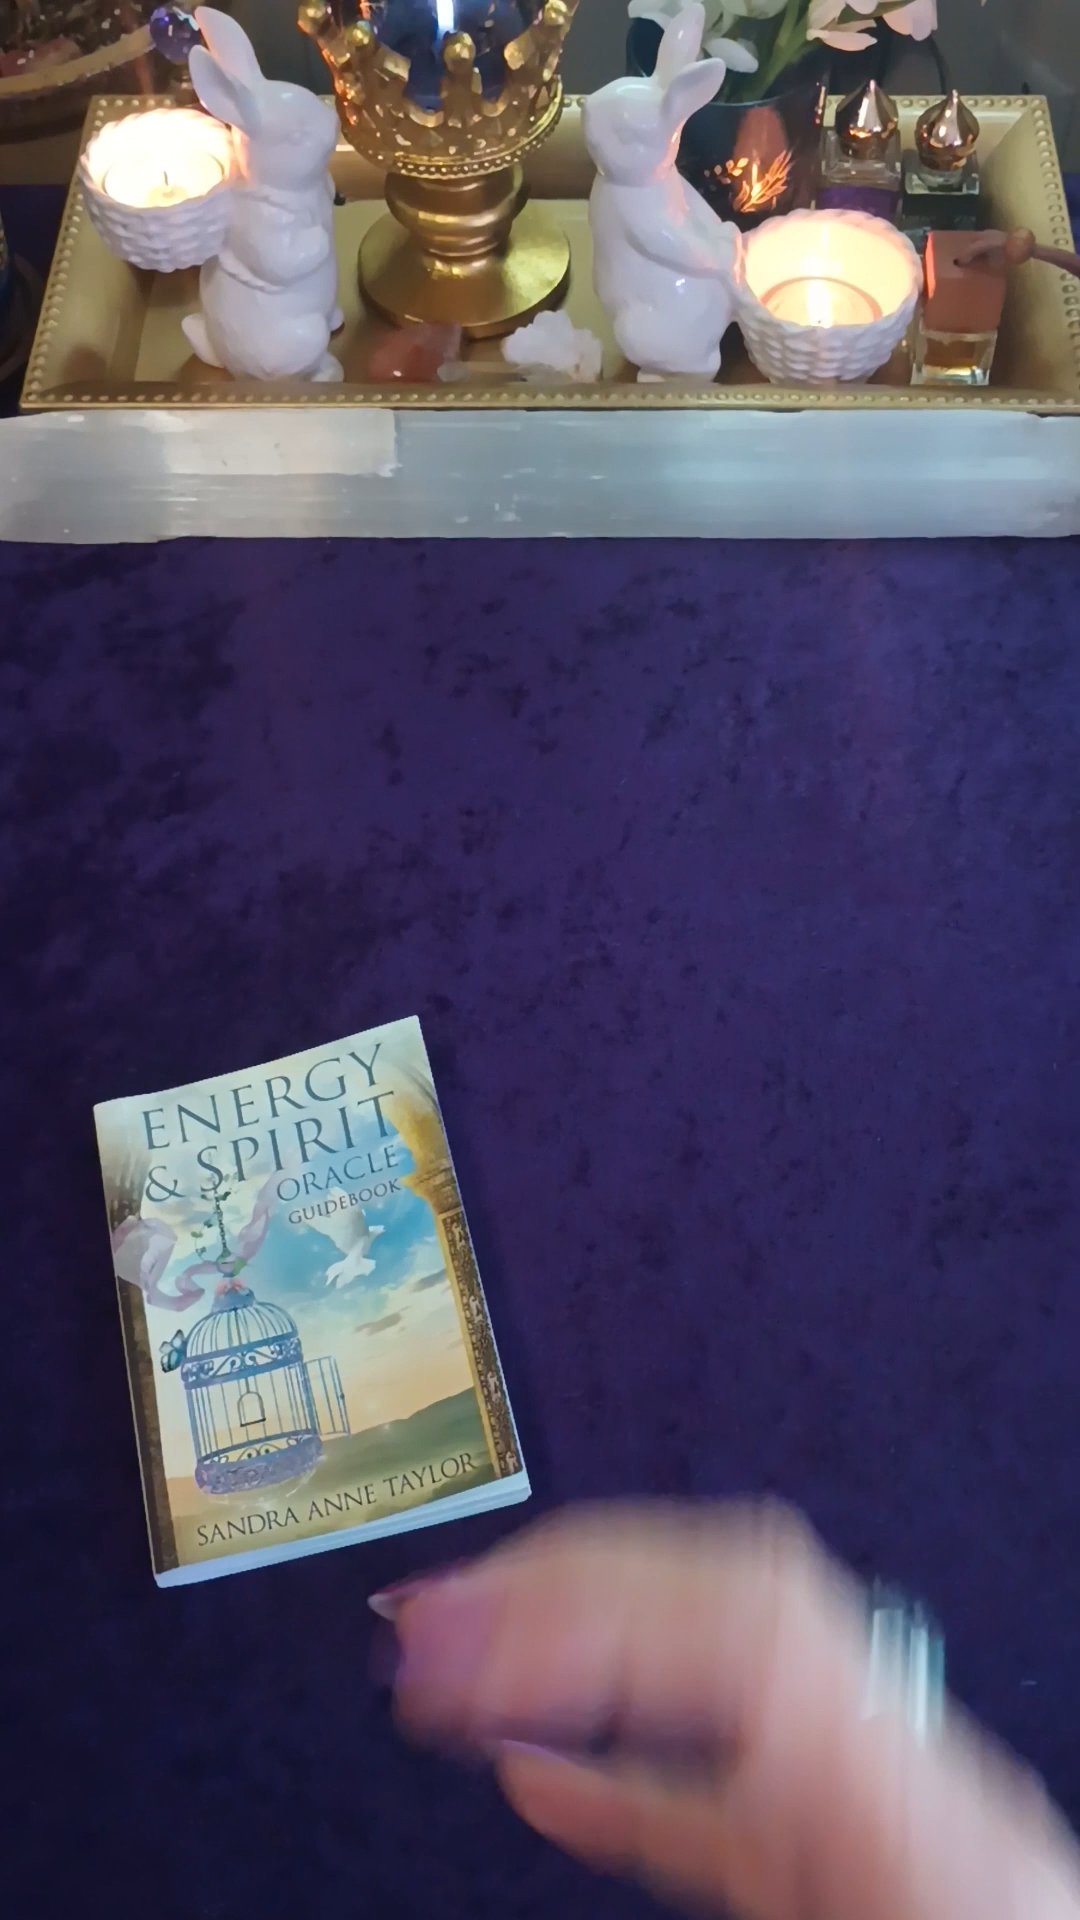 ENERGY
& SPIRIT
ORACLE
GUIDEBOOK
SANDRA ANNE TAYLOR